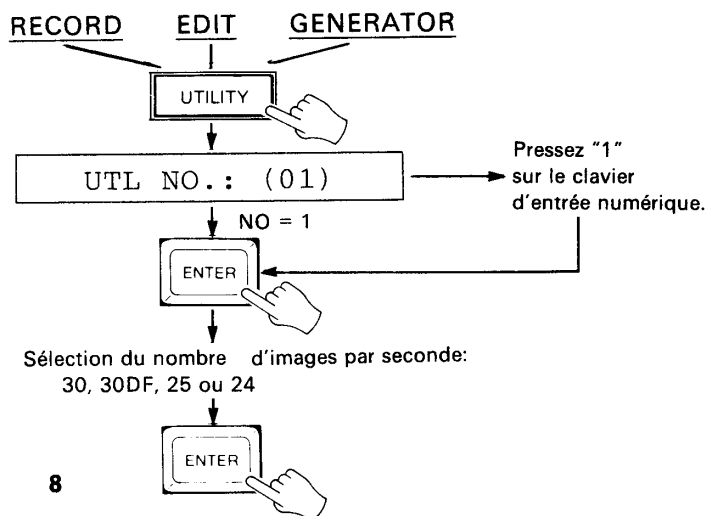 RECORD EDIT GENERATOR
UTILITY
UTL NO.: (01)
Pressez "1"
sur le clavier
d'entrée numérique.
NO = 1
ENTER
Sélection du nombre d'images par seconde:
30, 30DF, 25 ou 24
ENTER
8